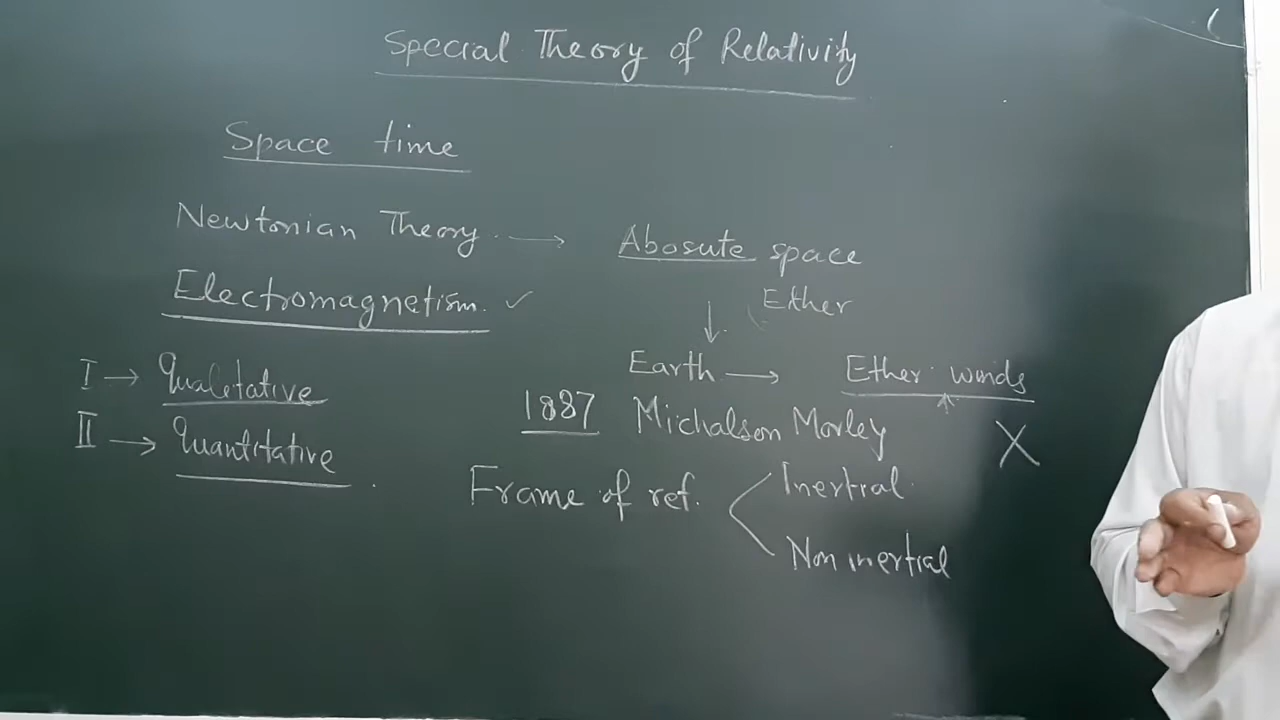 Special Theory of Relativity
Space time
Newtonian Theory. → Abosute space
Electromagnetism. ✓ Ether
↓
I → Qualetative Earth → Ether winds
1887 Michalson Morley X
II → Quantitative
Frame of ref. < Inertial.
Non inertial